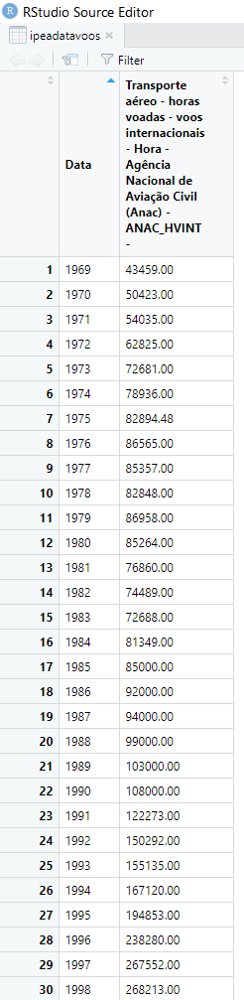 RStudio Source Editor
ipeadatavoos
Filter
Data
Transporte
aéreo - horas
voadas - voos
internacionais
- Hora -
Agência
Nacional de
Aviação Civil
(Anac) -
ANAC_HVINT
-
1 1969 43459.00
2 1970 50423.00
3 1971 54035.00
4 1972 62825.00
5 1973 72681.00
6 1974 78936.00
7 1975 82894.48
8 1976 86565.00
9 1977 85357.00
10 1978 82848.00
11 1979 86958.00
12 1980 85264.00
13 1981 76860.00
14 1982 74489.00
15 1983 72688.00
16 1984 81349.00
17 1985 85000.00
18 1986 92000.00
19 1987 94000.00
20 1988 99000.00
21 1989 103000.00
22 1990 108000.00
23 1991 122273.00
24 1992 150292.00
25 1993 155135.00
26 1994 167120.00
27 1995 194853.00
28 1996 238280.00
29 1997 267552.00
30 1998 268213.00